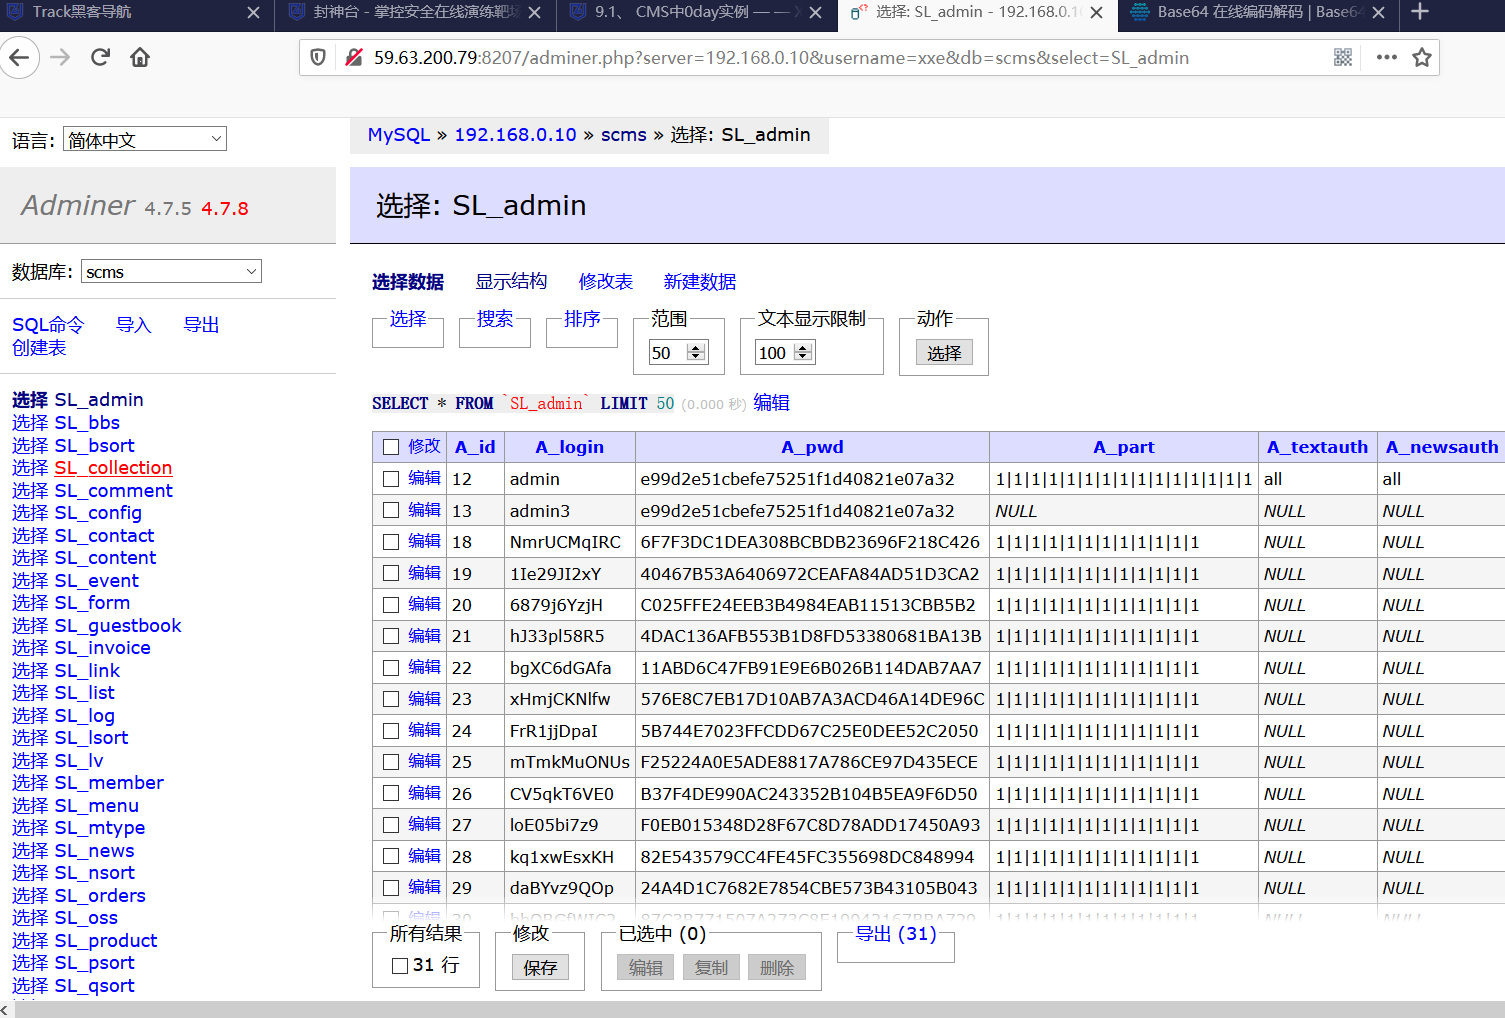 Track黑客导航
封神台 - 掌控安全在线演练靶场
9.1、 CMS中0day实例 — —
选择: SL_admin - 192.168.0.10
Base64 在线编码解码 | Base64
59.63.200.79:8207/adminer.php?server=192.168.0.10&username=xxe&db=scms&select=SL_admin
语言: 简体中文
MySQL » 192.168.0.10 » scms » 选择: SL_admin
Adminer 4.7.5 4.7.8
选择: SL_admin
数据库: scms
SQL命令 导入 导出
创建表
选择数据 显示结构 修改表 新建数据
选择 搜索 排序 范围 文本显示限制 动作
50 100 选择
SELECT * FROM `SL_admin` LIMIT 50 (0.000 秒) 编辑
选择 SL_admin
选择 SL_bbs
选择 SL_bsort
选择 SL_collection
选择 SL_comment
选择 SL_config
选择 SL_contact
选择 SL_content
选择 SL_event
选择 SL_form
选择 SL_guestbook
选择 SL_invoice
选择 SL_link
选择 SL_list
选择 SL_log
选择 SL_lsort
选择 SL_lv
选择 SL_member
选择 SL_menu
选择 SL_mtype
选择 SL_news
选择 SL_nsort
选择 SL_orders
选择 SL_oss
选择 SL_product
选择 SL_psort
选择 SL_qsort
修改 A_id A_login A_pwd A_part A_textauth A_newsauth
编辑 12 admin e99d2e51cbefe75251f1d40821e07a32 1|1|1|1|1|1|1|1|1|1|1|1|1|1|1 all all
编辑 13 admin3 e99d2e51cbefe75251f1d40821e07a32 NULL NULL NULL
编辑 18 NmrUCMqIRC 6F7F3DC1DEA308BCBDB23696F218C426 1|1|1|1|1|1|1|1|1|1|1|1 NULL NULL
编辑 19 1Ie29JI2xY 40467B53A6406972CEAFA84AD51D3CA2 1|1|1|1|1|1|1|1|1|1|1|1 NULL NULL
编辑 20 6879j6YzjH C025FFE24EEB3B4984EAB11513CBB5B2 1|1|1|1|1|1|1|1|1|1|1|1 NULL NULL
编辑 21 hJ33pl58R5 4DAC136AFB553B1D8FD53380681BA13B 1|1|1|1|1|1|1|1|1|1|1|1 NULL NULL
编辑 22 bgXC6dGAfa 11ABD6C47FB91E9E6B026B114DAB7AA7 1|1|1|1|1|1|1|1|1|1|1|1 NULL NULL
编辑 23 xHmjCKNlfw 576E8C7EB17D10AB7A3ACD46A14DE96C 1|1|1|1|1|1|1|1|1|1|1|1 NULL NULL
编辑 24 FrR1jjDpaI 5B744E7023FFCDD67C25E0DEE52C2050 1|1|1|1|1|1|1|1|1|1|1|1 NULL NULL
编辑 25 mTmkMuONUs F25224A0E5ADE8817A786CE97D435ECE 1|1|1|1|1|1|1|1|1|1|1|1 NULL NULL
编辑 26 CV5qkT6VE0 B37F4DE990AC243352B104B5EA9F6D50 1|1|1|1|1|1|1|1|1|1|1|1 NULL NULL
编辑 27 loE05bi7z9 F0EB015348D28F67C8D78ADD17450A93 1|1|1|1|1|1|1|1|1|1|1|1 NULL NULL
编辑 28 kq1xwEsxKH 82E543579CC4FE45FC355698DC848994 1|1|1|1|1|1|1|1|1|1|1|1 NULL NULL
编辑 29 daBYvz9QOp 24A4D1C7682E7854CBE573B43105B043 1|1|1|1|1|1|1|1|1|1|1|1 NULL NULL
所有结果 修改 已选中 (0) 导出 (31)
31 行 保存 编辑 复制 删除